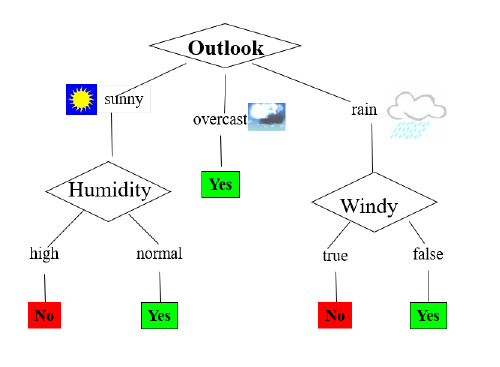 Outlook
sunny
overcast
rain
Yes
Humidity
Windy
high
normal
true
false
No
Yes
No
Yes